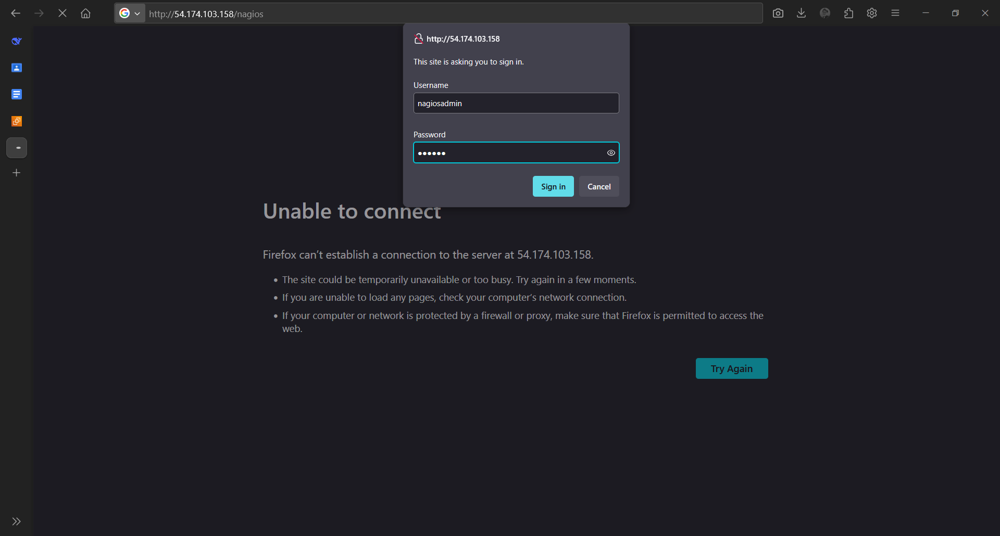 http://54.174.103.158/nagios
http://54.174.103.158
This site is asking you to sign in.
Username
nagiosadmin
Password
●●●●●●
Sign in
Cancel
Unable to connect
Firefox can’t establish a connection to the server at 54.174.103.158.
• The site could be temporarily unavailable or too busy. Try again in a few moments.
• If you are unable to load any pages, check your computer’s network connection.
• If your computer or network is protected by a firewall or proxy, make sure that Firefox is permitted to access the
web.
Try Again